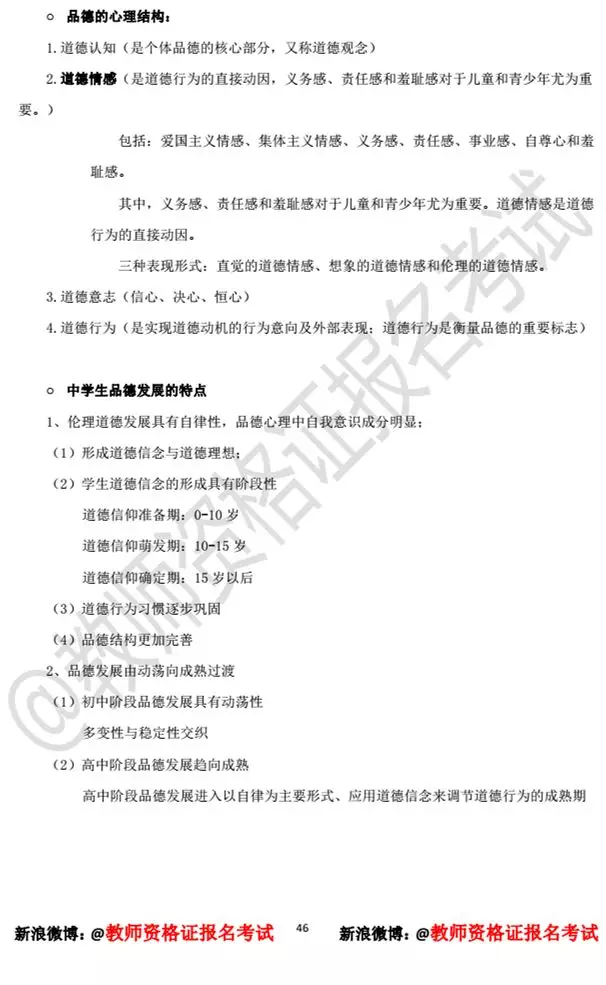 ○ 品德的心理结构：
1.道德认知（是个体品德的核心部分，又称道德观念）
2.道德情感（是道德行为的直接动因，义务感、责任感和羞耻感对于儿童和青少年尤为重
要。）
包括：爱国主义情感、集体主义情感、义务感、责任感、事业感、自尊心和羞
耻感。
其中，义务感、责任感和羞耻感对于儿童和青少年尤为重要。道德情感是道德
行为的直接动因。
三种表现形式：直觉的道德情感、想象的道德情感和伦理的道德情感。
3.道德意志（信心、决心、恒心）
4.道德行为（是实现道德动机的行为意向及外部表现；道德行为是衡量品德的重要标志）
○ 中学生品德发展的特点
1、伦理道德发展具有自律性，品德心理中自我意识成分明显；
（1）形成道德信念与道德理想；
（2）学生道德信念的形成具有阶段性
道德信仰准备期：0-10 岁
道德信仰萌发期：10-15 岁
道德信仰确定期：15 岁以后
（3）道德行为习惯逐步巩固
（4）品德结构更加完善
2、品德发展由动荡向成熟过渡
（1）初中阶段品德发展具有动荡性
多变性与稳定性交织
（2）高中阶段品德发展趋向成熟
高中阶段品德发展进入以自律为主要形式、应用道德信念来调节道德行为的成熟期
@教师资格证报名考试
新浪微博：@教师资格证报名考试 46 新浪微博：@教师资格证报名考试